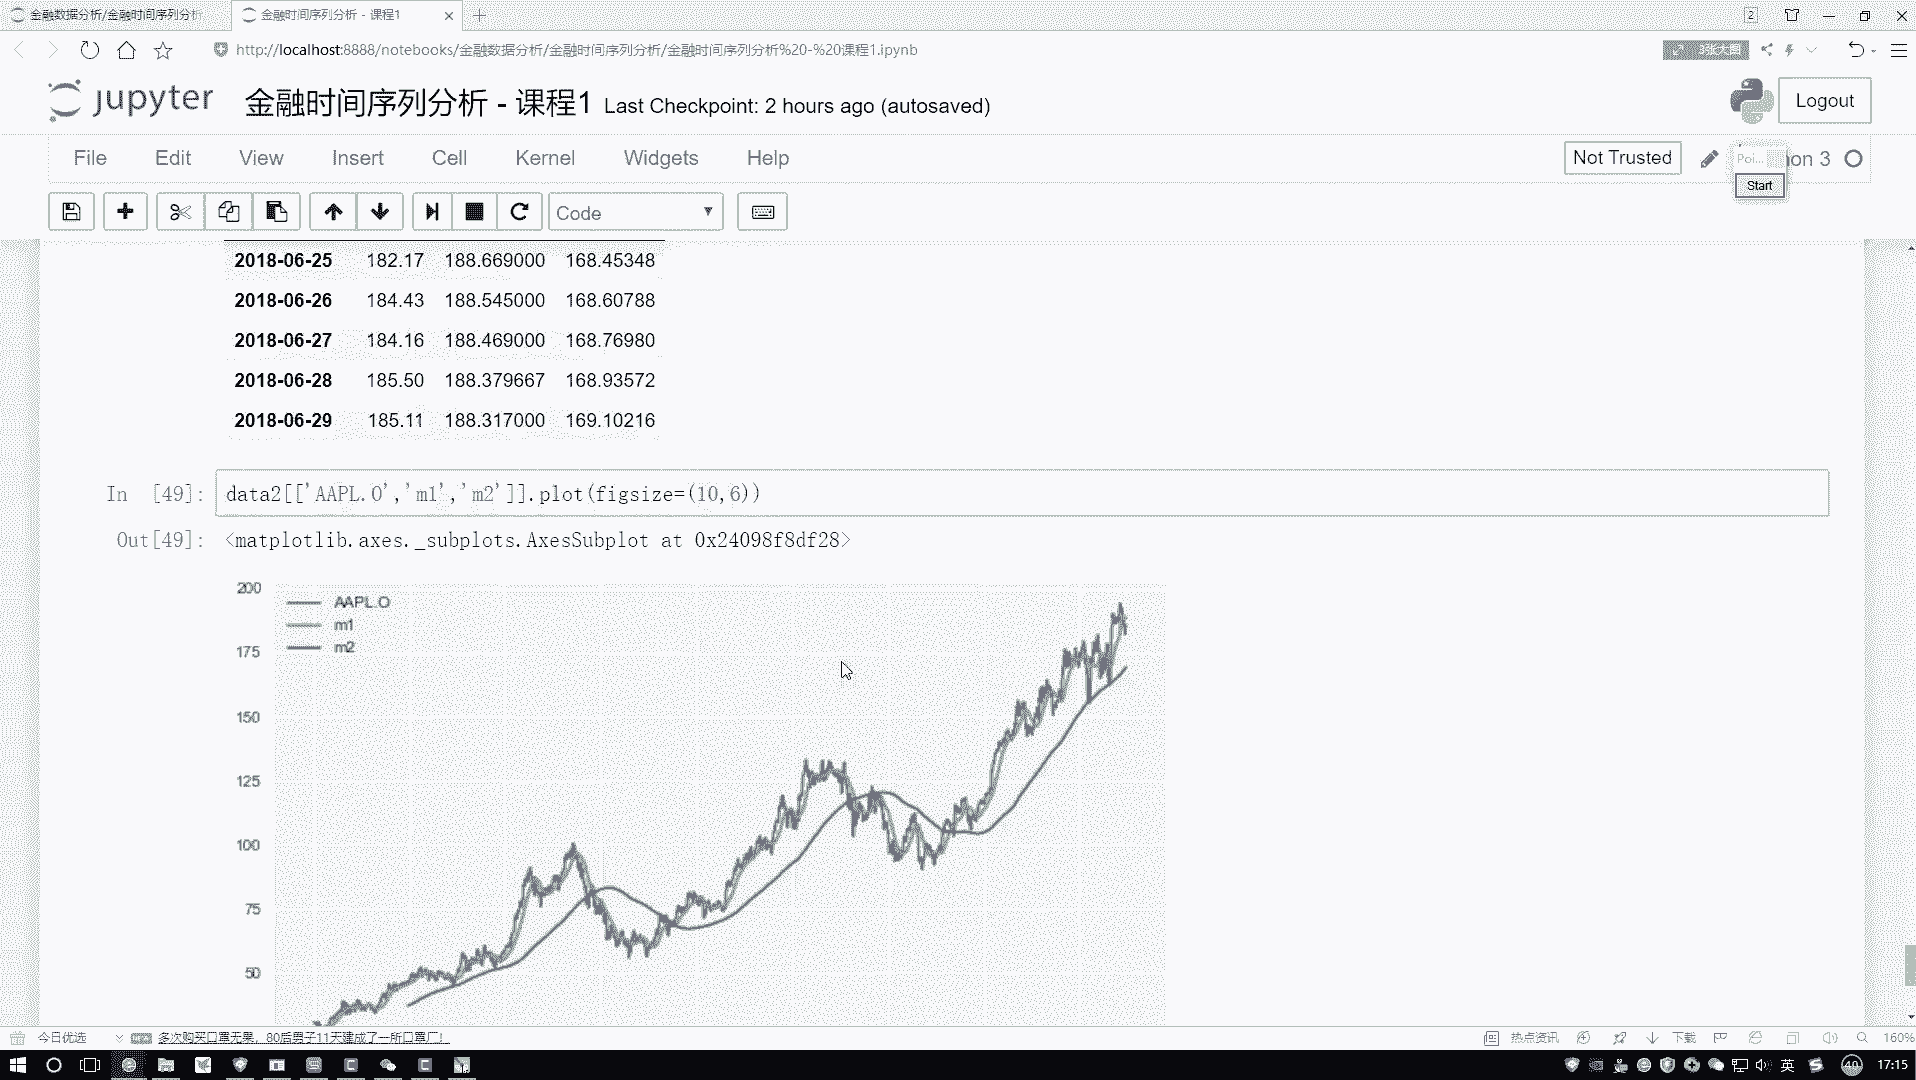 金融数据分析/金融时间序列分析
金融时间序列分析 - 课程1
2
http://localhost:8888/notebooks/金融数据分析/金融时间序列分析/金融时间序列分析%20-%20课程1.ipynb
3张大图
jupyter 金融时间序列分析 - 课程1 Last Checkpoint: 2 hours ago (autosaved)
Logout
File Edit View Insert Cell Kernel Widgets Help
Not Trusted
Poi... hon 3
Start
Code
2018-06-25 182.17 188.669000 168.45348
2018-06-26 184.43 188.545000 168.60788
2018-06-27 184.16 188.469000 168.76980
2018-06-28 185.50 188.379667 168.93572
2018-06-29 185.11 188.317000 169.10216
In [49]: data2[['AAPL.O','m1','m2']].plot(figsize=(10,6))
Out[49]: <matplotlib.axes._subplots.AxesSubplot at 0x24098f8df28>
200
AAPL.O
m1
m2
175
150
125
100
75
50
今日优选
多次购买口罩无果，80后男子11天建成了一所口罩厂!
热点资讯
下载
160%
英
40
17:15